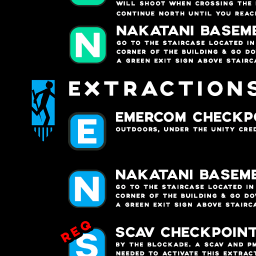 WILL SHOOT WHEN CROSSING THE
CONTINUE NORTH UNTIL YOU REAC
N
NAKATANI BASEME
GO TO THE STAIRCASE LOCATED IN
CORNER OF THE BUILDING & GO DO
A GREEN EXIT SIGN ABOVE STAIRCA
EXTRACTIONS
E
EMERCOM CHECKPO
OUTDOORS, UNDER THE UNITY CRED
N
NAKATANI BASEME
GO TO THE STAIRCASE LOCATED IN
CORNER OF THE BUILDING & GO DO
A GREEN EXIT SIGN ABOVE STAIRCA
REQ
S
SCAV CHECKPOINT
BY THE BLOCKADE. A SCAV AND PM
NEEDED TO ACTIVATE THIS EXTRACT